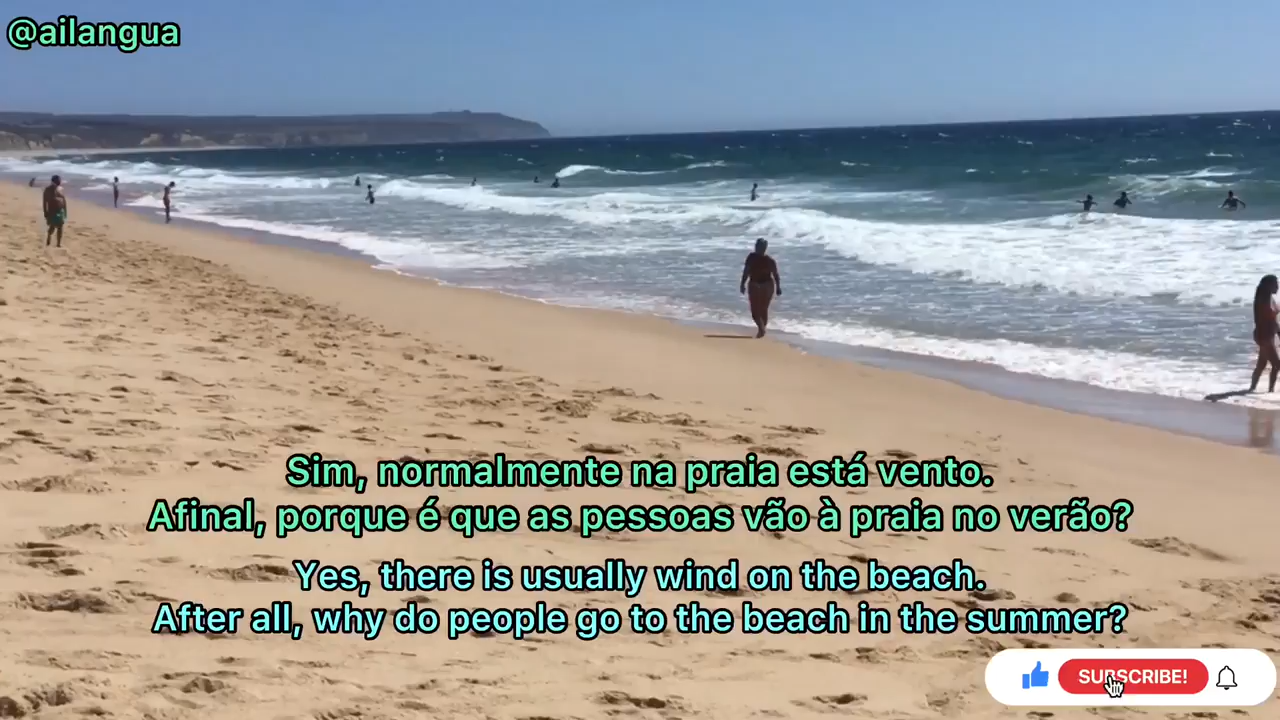 @ailangua
Sim, normalmente na praia está vento.
Afinal, porque é que as pessoas vão à praia no verão?
Yes, there is usually wind on the beach.
After all, why do people go to the beach in the summer?
SUBSCRIBE!